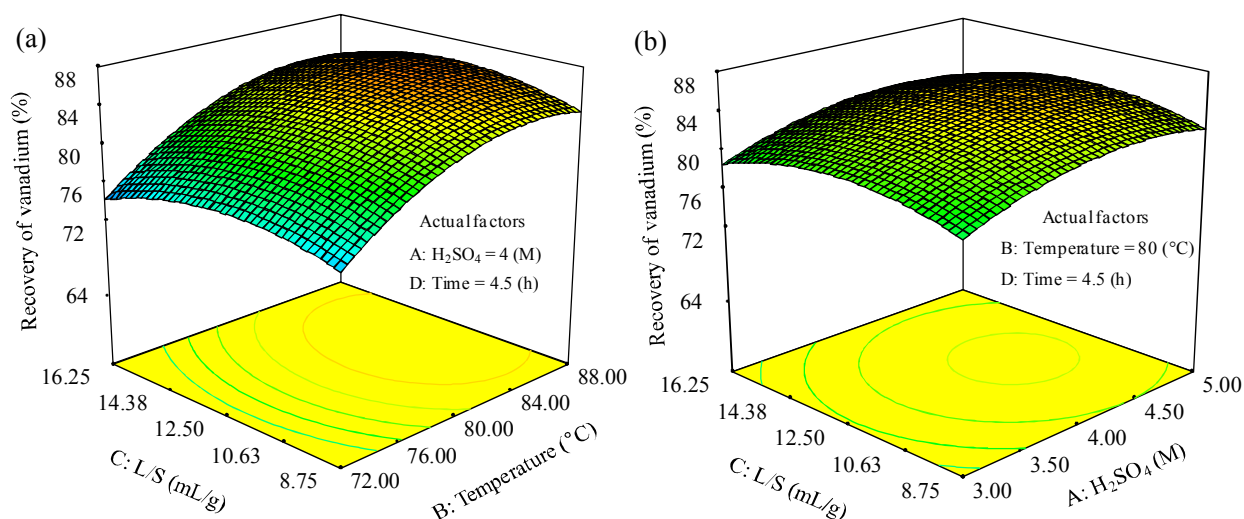 (a)
88
84
80
76
72
64
Recovery of vanadium (%)
Actual factors
A: H₂SO₄ = 4 (M)
D: Time = 4.5 (h)
16.25
14.38
12.50
10.63
8.75
C: L/S (mL/g)
72.00
76.00
80.00
84.00
88.00
B: Temperature (°C)
(b)
88
84
80
76
72
64
Recovery of vanadium (%)
Actual factors
B: Temperature = 80 (°C)
D: Time = 4.5 (h)
16.25
14.38
12.50
10.63
8.75
C: L/S (mL/g)
3.00
3.50
4.00
4.50
5.00
A: H₂SO₄ (M)